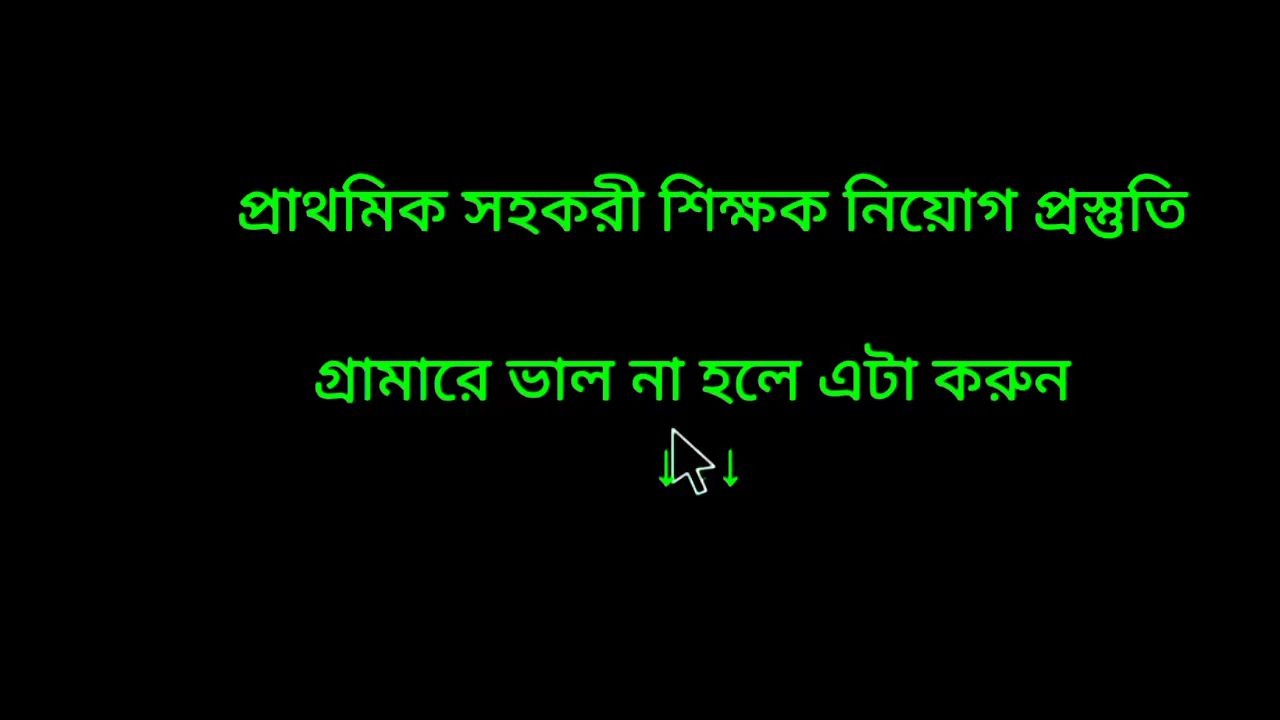 প্রাথমিক সহকরী শিক্ষক নিয়োগ প্রস্তুতি
গ্রামারে ভাল না হলে এটা করুন
↓ ↓